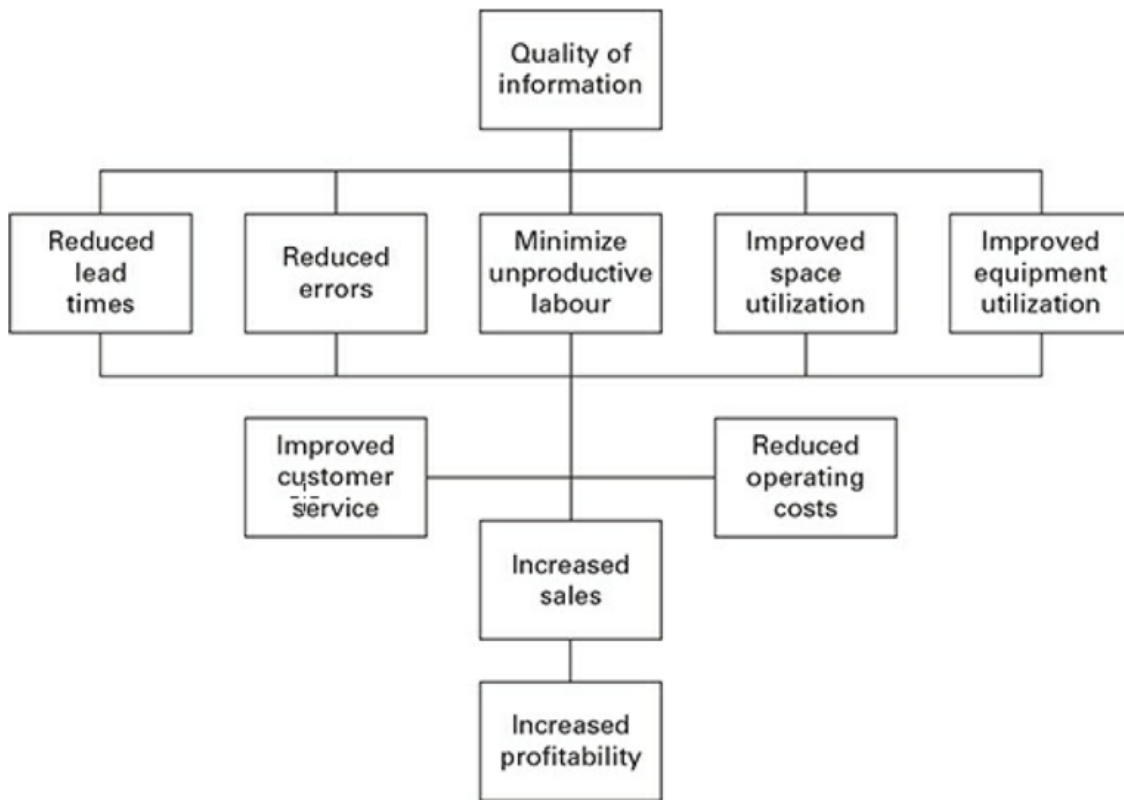 Quality of
information
Reduced
lead
times
Reduced
errors
Minimize
unproductive
labour
Improved
space
utilization
Improved
equipment
utilization
Improved
customer
service
Reduced
operating
costs
Increased
sales
Increased
profitability